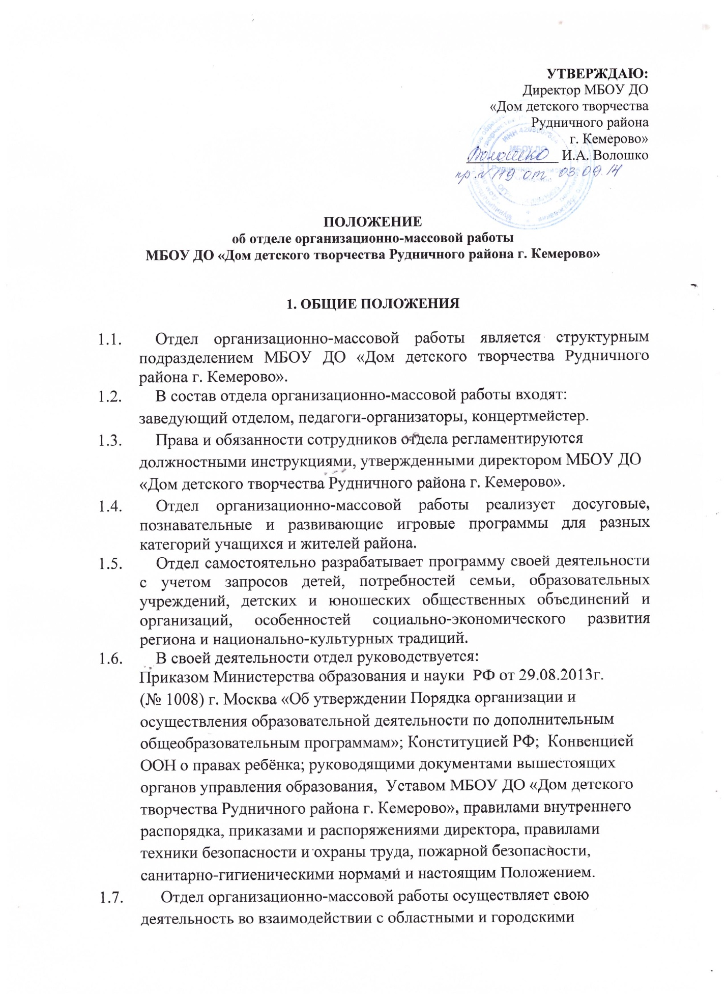 УТВЕРЖДАЮ:
Директор МБОУ ДО
«Дом детского творчества
Рудничного района
г. Кемерово»
Волошко И.А. Волошко
пр. № 119 от 03.09.14
ПОЛОЖЕНИЕ
об отделе организационно-массовой работы
МБОУ ДО «Дом детского творчества Рудничного района г. Кемерово»
1. ОБЩИЕ ПОЛОЖЕНИЯ
1.1. Отдел организационно-массовой работы является структурным
подразделением МБОУ ДО «Дом детского творчества Рудничного
района г. Кемерово».
1.2. В состав отдела организационно-массовой работы входят:
заведующий отделом, педагоги-организаторы, концертмейстер.
1.3. Права и обязанности сотрудников отдела регламентируются
должностными инструкциями, утвержденными директором МБОУ ДО
«Дом детского творчества Рудничного района г. Кемерово».
1.4. Отдел организационно-массовой работы реализует досуговые,
познавательные и развивающие игровые программы для разных
категорий учащихся и жителей района.
1.5. Отдел самостоятельно разрабатывает программу своей деятельности
с учетом запросов детей, потребностей семьи, образовательных
учреждений, детских и юношеских общественных объединений и
организаций, особенностей социально-экономического развития
региона и национально-культурных традиций.
1.6. В своей деятельности отдел руководствуется:
Приказом Министерства образования и науки РФ от 29.08.2013г.
(№ 1008) г. Москва «Об утверждении Порядка организации и
осуществления образовательной деятельности по дополнительным
общеобразовательным программам»; Конституцией РФ; Конвенцией
ООН о правах ребёнка; руководящими документами вышестоящих
органов управления образования, Уставом МБОУ ДО «Дом детского
творчества Рудничного района г. Кемерово», правилами внутреннего
распорядка, приказами и распоряжениями директора, правилами
техники безопасности и охраны труда, пожарной безопасности,
санитарно-гигиеническими нормами и настоящим Положением.
1.7. Отдел организационно-массовой работы осуществляет свою
деятельность во взаимодействии с областными и городскими